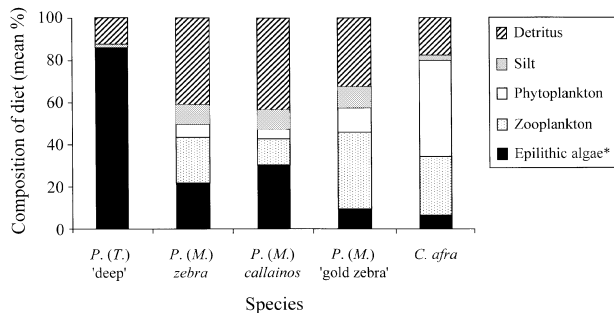 Composition of diet (mean %)
100
80
60
40
20
0
P. (T.)
'deep'
P. (M.)
zebra
P. (M.)
callainos
P. (M.)
'gold zebra'
C. afra
Species
Detritus
Silt
Phytoplankton
Zooplankton
Epilithic algae*